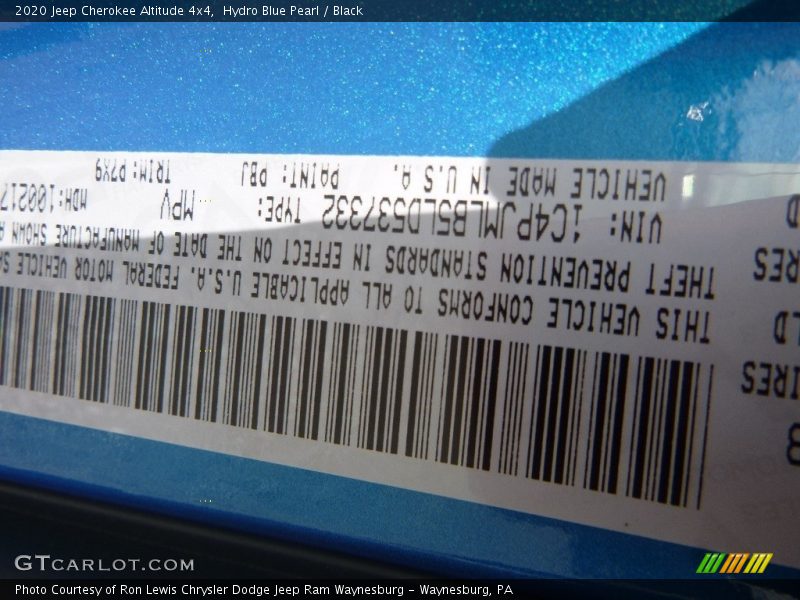 2020 Jeep Cherokee Altitude 4x4, Hydro Blue Pearl / Black
THIS VEHICLE CONFORMS TO ALL APPLICABLE U.S.A. FEDERAL MOTOR VEHICLE
THEFT PREVENTION STANDARDS IN EFFECT ON THE DATE OF MANUFACTURE SHOWN
VIN: 1C4PJMLB5LD537332 TYPE: MPV MDH: 100217
VEHICLE MADE IN U.S.A. PAINT: PBJ TRIM: P7X9
GTCARLOT.COM
Photo Courtesy of Ron Lewis Chrysler Dodge Jeep Ram Waynesburg - Waynesburg, PA